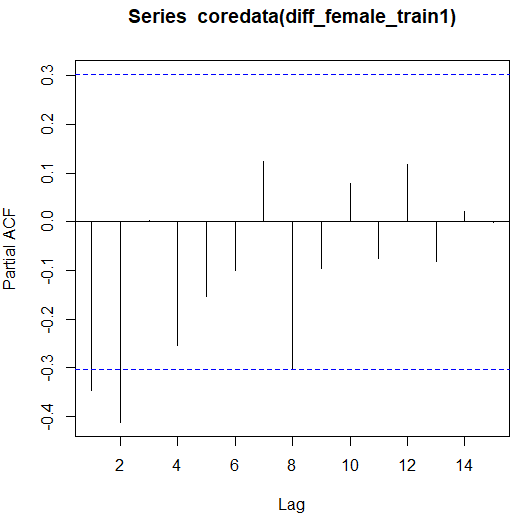 Series  coredata(diff_female_train1)
Partial ACF
0.3
0.2
0.1
0.0
-0.1
-0.2
-0.3
-0.4
2 4 6 8 10 12 14
Lag